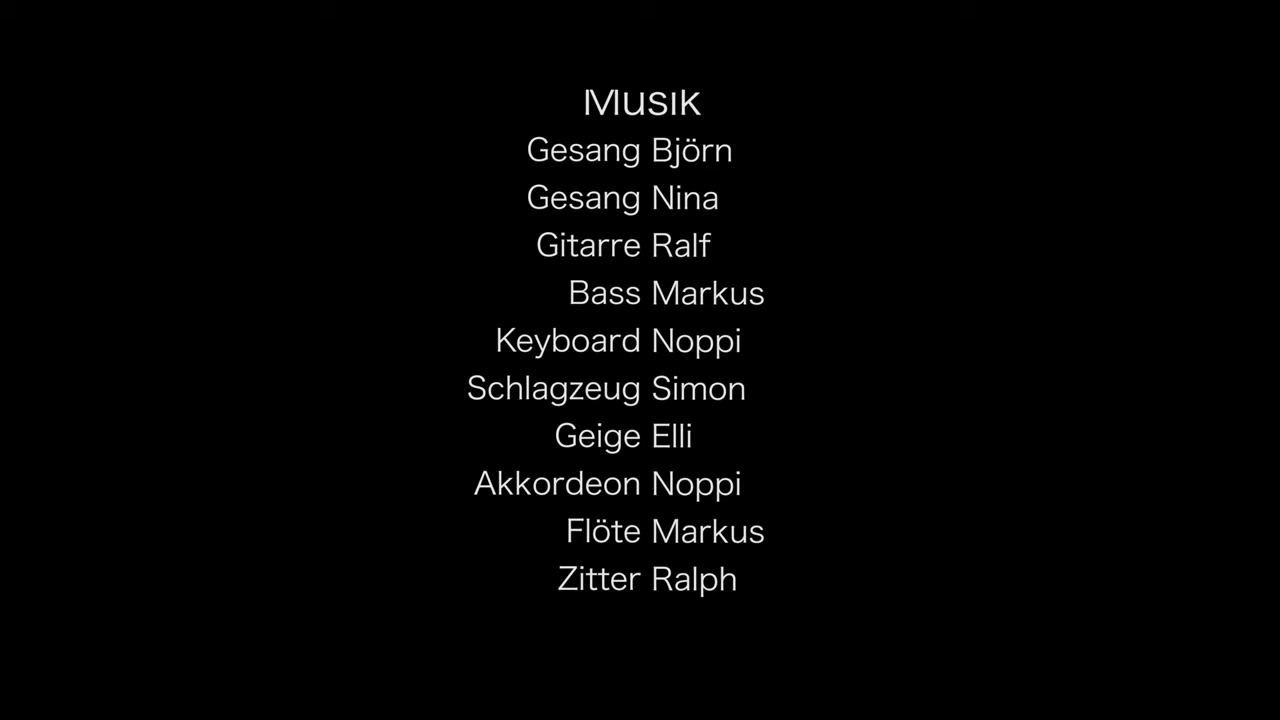 Musik
Gesang Björn
Gesang Nina
Gitarre Ralf
Bass Markus
Keyboard Noppi
Schlagzeug Simon
Geige Elli
Akkordeon Noppi
Flöte Markus
Zitter Ralph